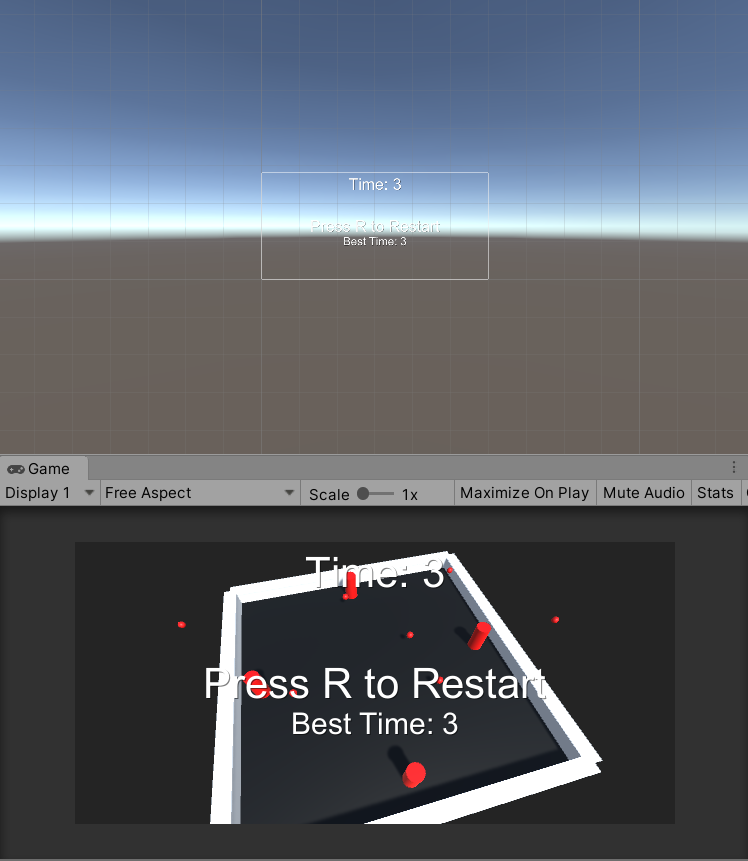 Time: 3
Press R to Restart
Best Time: 3
Game
Display 1 Free Aspect Scale 1x Maximize On Play Mute Audio Stats
Time: 3
Press R to Restart
Best Time: 3